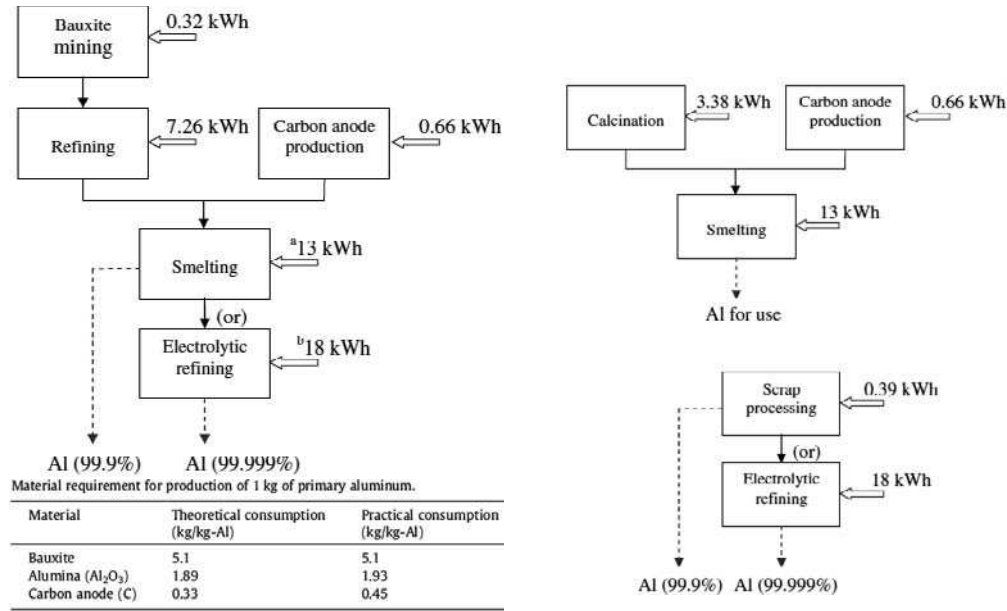 Bauxite
mining
0.32 kWh
Refining
7.26 kWh
Carbon anode
production
0.66 kWh
Smelting
a13 kWh
(or)
Electrolytic
refining
b18 kWh
Al (99.9%)
Al (99.999%)
Material requirement for production of 1 kg of primary aluminum.
Material Theoretical consumption Practical consumption
(kg/kg-Al) (kg/kg-Al)
Bauxite 5.1 5.1
Alumina (Al₂O₃) 1.89 1.93
Carbon anode (C) 0.33 0.45
Calcination
3.38 kWh
Carbon anode
production
0.66 kWh
Smelting
13 kWh
Al for use
Scrap
processing
0.39 kWh
(or)
Electrolytic
refining
18 kWh
Al (99.9%)
Al (99.999%)